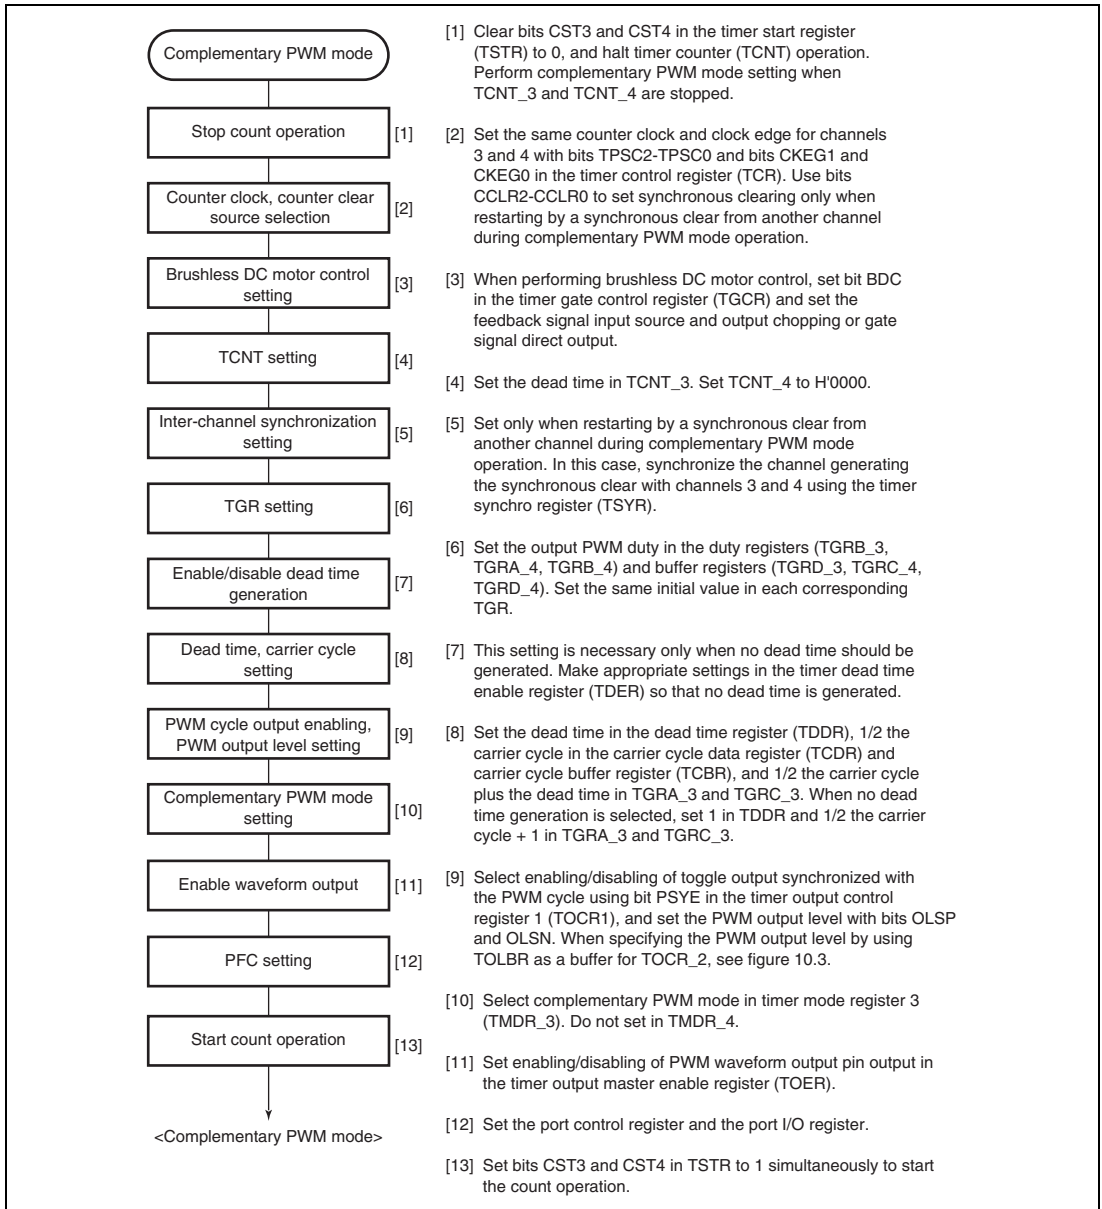 Complementary PWM mode
Stop count operation
[1]
Counter clock, counter clear
source selection
[2]
Brushless DC motor control
setting
[3]
TCNT setting
[4]
Inter-channel synchronization
setting
[5]
TGR setting
[6]
Enable/disable dead time
generation
[7]
Dead time, carrier cycle
setting
[8]
PWM cycle output enabling,
PWM output level setting
[9]
Complementary PWM mode
setting
[10]
Enable waveform output
[11]
PFC setting
[12]
Start count operation
[13]
<Complementary PWM mode>
[1] Clear bits CST3 and CST4 in the timer start register
(TSTR) to 0, and halt timer counter (TCNT) operation.
Perform complementary PWM mode setting when
TCNT_3 and TCNT_4 are stopped.
[2] Set the same counter clock and clock edge for channels
3 and 4 with bits TPSC2-TPSC0 and bits CKEG1 and
CKEG0 in the timer control register (TCR). Use bits
CCLR2-CCLR0 to set synchronous clearing only when
restarting by a synchronous clear from another channel
during complementary PWM mode operation.
[3] When performing brushless DC motor control, set bit BDC
in the timer gate control register (TGCR) and set the
feedback signal input source and output chopping or gate
signal direct output.
[4] Set the dead time in TCNT_3. Set TCNT_4 to H'0000.
[5] Set only when restarting by a synchronous clear from
another channel during complementary PWM mode
operation. In this case, synchronize the channel generating
the synchronous clear with channels 3 and 4 using the timer
synchro register (TSYR).
[6] Set the output PWM duty in the duty registers (TGRB_3,
TGRA_4, TGRB_4) and buffer registers (TGRD_3, TGRC_4,
TGRD_4). Set the same initial value in each corresponding
TGR.
[7] This setting is necessary only when no dead time should be
generated. Make appropriate settings in the timer dead time
enable register (TDER) so that no dead time is generated.
[8] Set the dead time in the dead time register (TDDR), 1/2 the
carrier cycle in the carrier cycle data register (TCDR) and
carrier cycle buffer register (TCBR), and 1/2 the carrier cycle
plus the dead time in TGRA_3 and TGRC_3. When no dead
time generation is selected, set 1 in TDDR and 1/2 the carrier
cycle + 1 in TGRA_3 and TGRC_3.
[9] Select enabling/disabling of toggle output synchronized with
the PWM cycle using bit PSYE in the timer output control
register 1 (TOCR1), and set the PWM output level with bits OLSP
and OLSN. When specifying the PWM output level by using
TOLBR as a buffer for TOCR_2, see figure 10.3.
[10] Select complementary PWM mode in timer mode register 3
(TMDR_3). Do not set in TMDR_4.
[11] Set enabling/disabling of PWM waveform output pin output in
the timer output master enable register (TOER).
[12] Set the port control register and the port I/O register.
[13] Set bits CST3 and CST4 in TSTR to 1 simultaneously to start
the count operation.